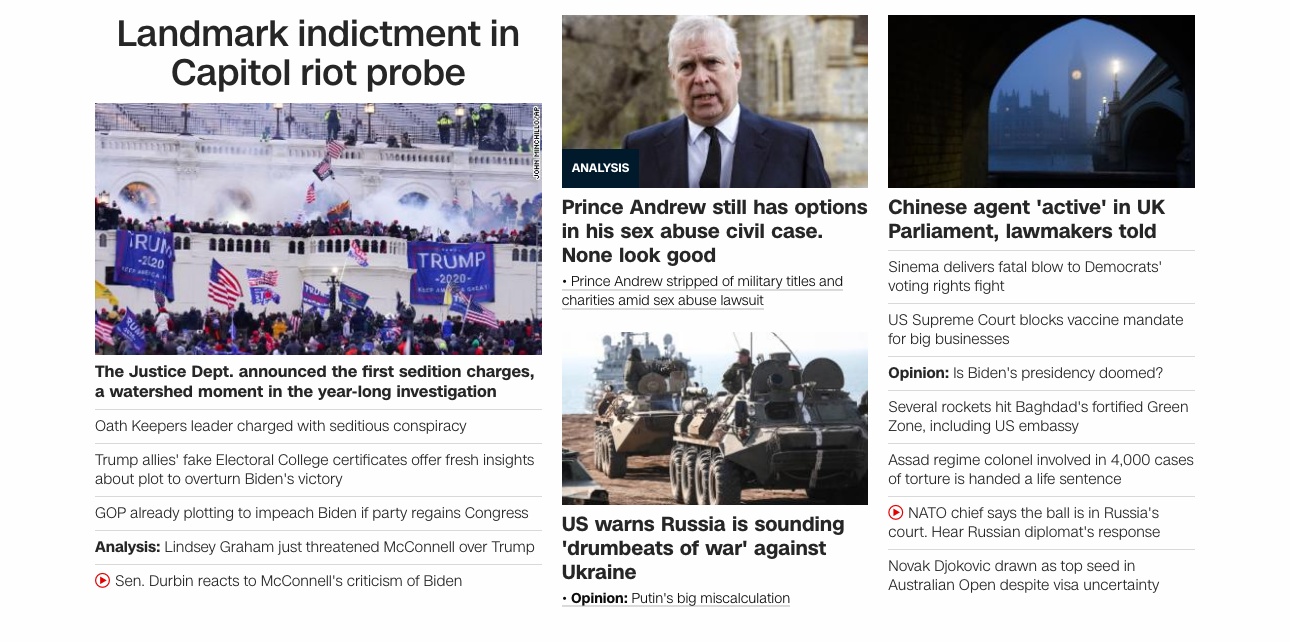 Landmark indictment in
Capitol riot probe
JOHN MINCHILLO/AP
TRUMP
-2020-
KEEP AMERICA GREAT
TRUMP
-2020-
KEEP AMERICA GREAT
The Justice Dept. announced the first sedition charges,
a watershed moment in the year-long investigation
Oath Keepers leader charged with seditious conspiracy
Trump allies' fake Electoral College certificates offer fresh insights
about plot to overturn Biden's victory
GOP already plotting to impeach Biden if party regains Congress
Analysis: Lindsey Graham just threatened McConnell over Trump
Sen. Durbin reacts to McConnell's criticism of Biden
ANALYSIS
Prince Andrew still has options
in his sex abuse civil case.
None look good
• Prince Andrew stripped of military titles and
charities amid sex abuse lawsuit
US warns Russia is sounding
'drumbeats of war' against
Ukraine
• Opinion: Putin's big miscalculation
Chinese agent 'active' in UK
Parliament, lawmakers told
Sinema delivers fatal blow to Democrats'
voting rights fight
US Supreme Court blocks vaccine mandate
for big businesses
Opinion: Is Biden's presidency doomed?
Several rockets hit Baghdad's fortified Green
Zone, including US embassy
Assad regime colonel involved in 4,000 cases
of torture is handed a life sentence
NATO chief says the ball is in Russia's
court. Hear Russian diplomat's response
Novak Djokovic drawn as top seed in
Australian Open despite visa uncertainty